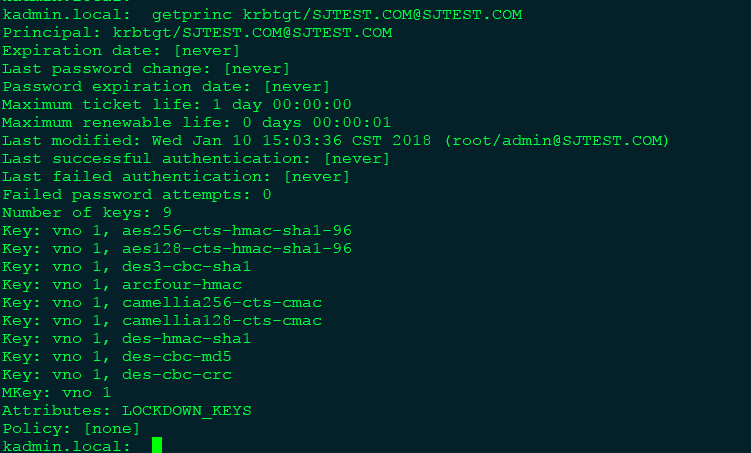 kadmin.local:  getprinc krbtgt/SJTEST.COM@SJTEST.COM
Principal: krbtgt/SJTEST.COM@SJTEST.COM
Expiration date: [never]
Last password change: [never]
Password expiration date: [never]
Maximum ticket life: 1 day 00:00:00
Maximum renewable life: 0 days 00:00:01
Last modified: Wed Jan 10 15:03:36 CST 2018 (root/admin@SJTEST.COM)
Last successful authentication: [never]
Last failed authentication: [never]
Failed password attempts: 0
Number of keys: 9
Key: vno 1, aes256-cts-hmac-sha1-96
Key: vno 1, aes128-cts-hmac-sha1-96
Key: vno 1, des3-cbc-sha1
Key: vno 1, arcfour-hmac
Key: vno 1, camellia256-cts-cmac
Key: vno 1, camellia128-cts-cmac
Key: vno 1, des-hmac-sha1
Key: vno 1, des-cbc-md5
Key: vno 1, des-cbc-crc
MKey: vno 1
Attributes: LOCKDOWN_KEYS
Policy: [none]
kadmin.local: